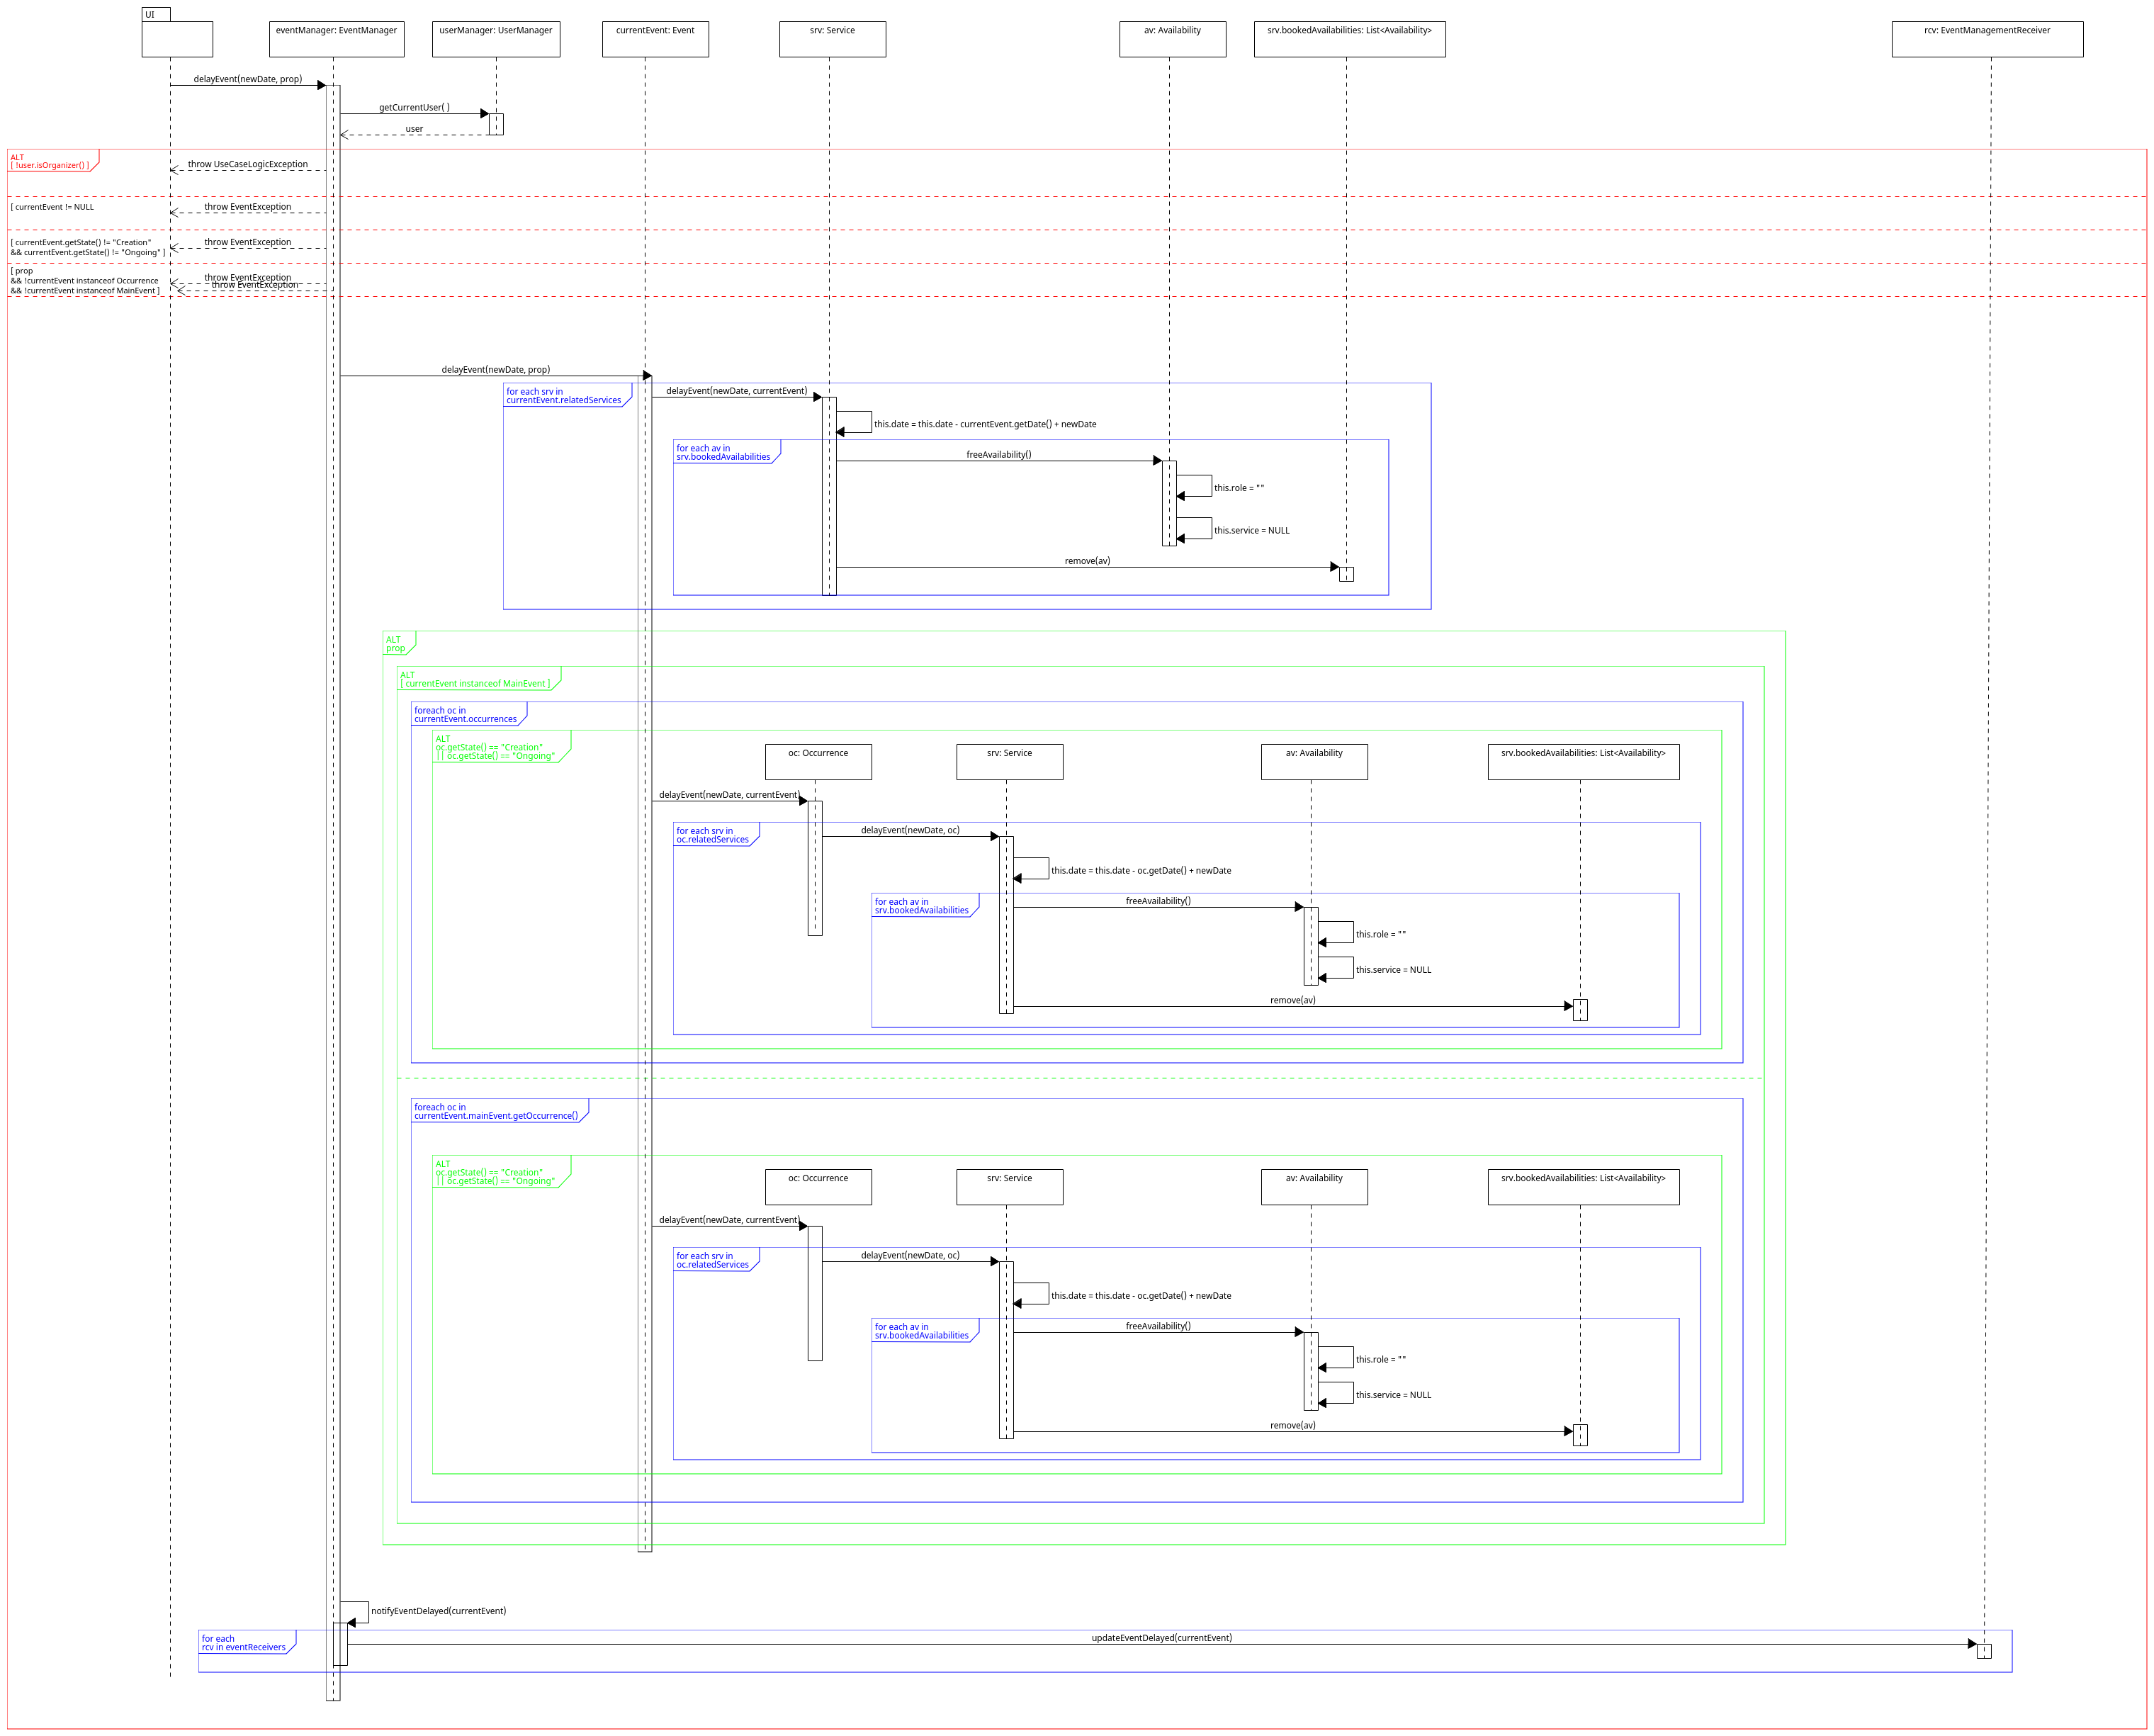 UI
eventManager: EventManager
userManager: UserManager
currentEvent: Event
srv: Service
av: Availability
srv.bookedAvailabilities: List<Availability>
rcv: EventManagementReceiver
delayEvent(newDate, prop)
getCurrentUser( )
user
ALT
[ !user.isOrganizer() ]
throw UseCaseLogicException
[ currentEvent != NULL
throw EventException
[ currentEvent.getState() != "Creation"
&& currentEvent.getState() != "Ongoing" ]
throw EventException
[ prop
&& !currentEvent instanceof Occurrence
&& !currentEvent instanceof MainEvent ]
throw EventException
throw EventException
delayEvent(newDate, prop)
for each srv in
currentEvent.relatedServices
delayEvent(newDate, currentEvent)
this.date = this.date - currentEvent.getDate() + newDate
for each av in
srv.bookedAvailabilities
freeAvailability()
this.role = ""
this.service = NULL
remove(av)
ALT
prop
ALT
[ currentEvent instanceof MainEvent ]
foreach oc in
currentEvent.occurrences
ALT
oc.getState() == "Creation"
|| oc.getState() == "Ongoing"
oc: Occurrence
srv: Service
av: Availability
srv.bookedAvailabilities: List<Availability>
delayEvent(newDate, currentEvent)
for each srv in
oc.relatedServices
delayEvent(newDate, oc)
this.date = this.date - oc.getDate() + newDate
for each av in
srv.bookedAvailabilities
freeAvailability()
this.role = ""
this.service = NULL
remove(av)
foreach oc in
currentEvent.mainEvent.getOccurrence()
ALT
oc.getState() == "Creation"
|| oc.getState() == "Ongoing"
oc: Occurrence
srv: Service
av: Availability
srv.bookedAvailabilities: List<Availability>
delayEvent(newDate, currentEvent)
for each srv in
oc.relatedServices
delayEvent(newDate, oc)
this.date = this.date - oc.getDate() + newDate
for each av in
srv.bookedAvailabilities
freeAvailability()
this.role = ""
this.service = NULL
remove(av)
notifyEventDelayed(currentEvent)
for each
rcv in eventReceivers
updateEventDelayed(currentEvent)